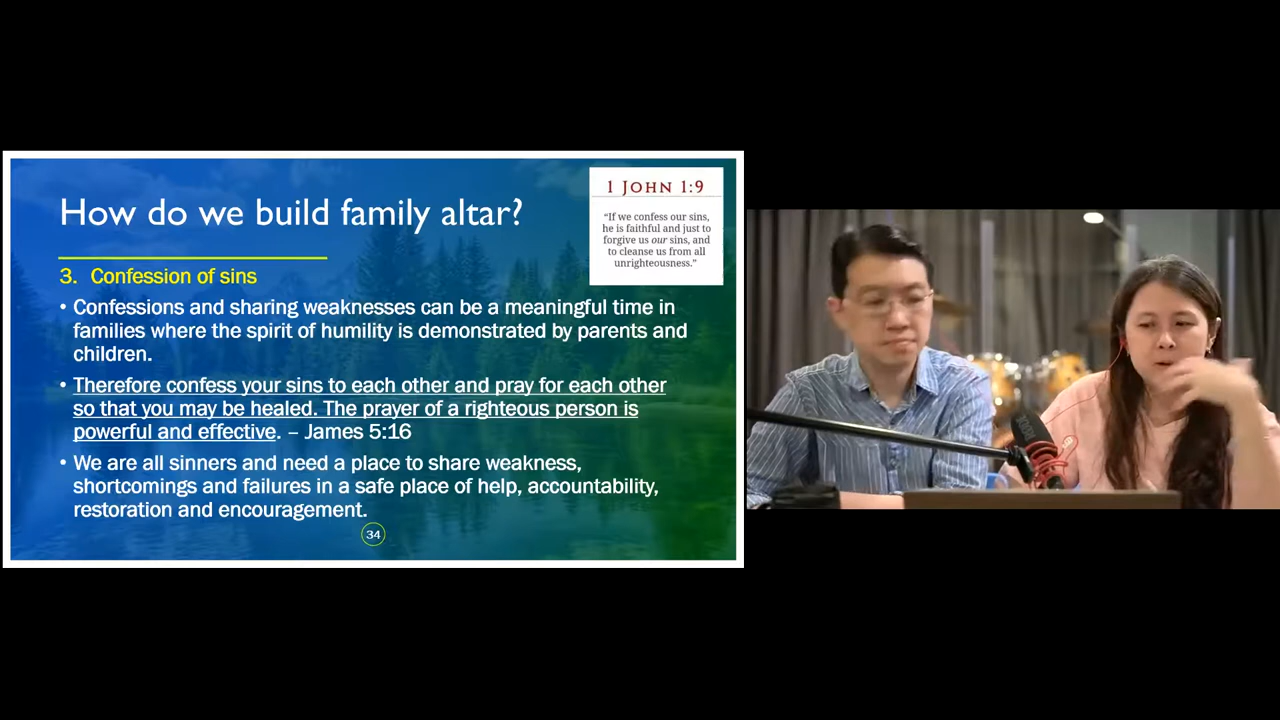 How do we build family altar?
1 JOHN 1:9
“If we confess our sins,
he is faithful and just to
forgive us our sins, and
to cleanse us from all
unrighteousness.”
3. Confession of sins
• Confessions and sharing weaknesses can be a meaningful time in
families where the spirit of humility is demonstrated by parents and
children.
• Therefore confess your sins to each other and pray for each other
so that you may be healed. The prayer of a righteous person is
powerful and effective. – James 5:16
• We are all sinners and need a place to share weakness,
shortcomings and failures in a safe place of help, accountability,
restoration and encouragement.
34